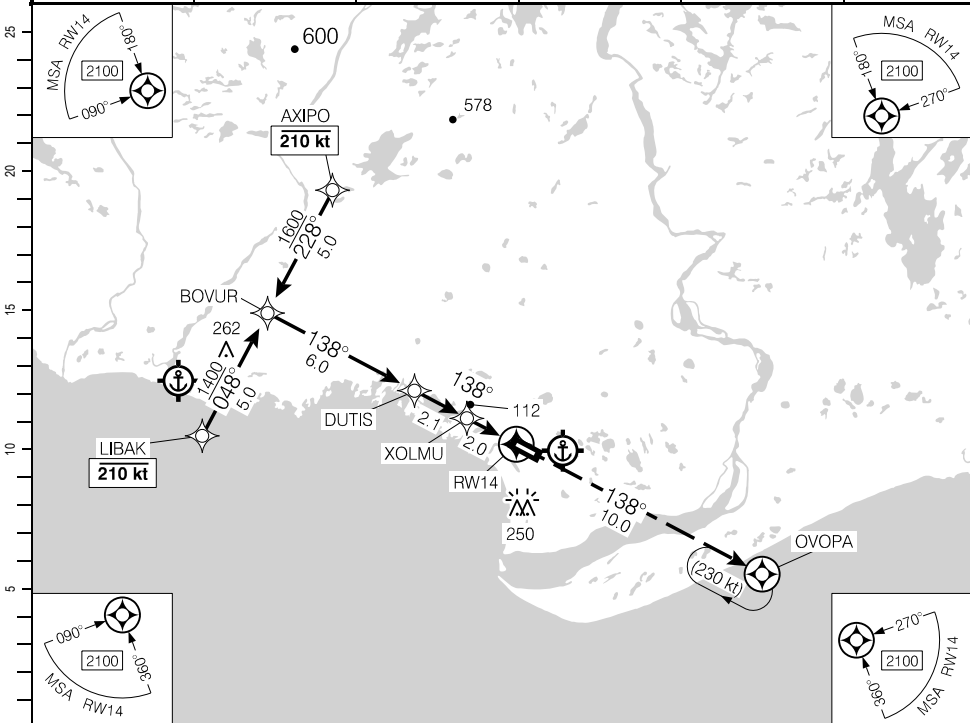 25
20
15
10
5
MSA RW14
180°
2100
090°
600
578
MSA RW14
2100
180°
270°
AXIPO
210 kt
1600
228°
5.0
BOVUR
262
1400
048°
5.0
138°
6.0
LIBAK
210 kt
DUTIS
2.1
138°
112
XOLMU
2.0
RW14
250
138°
10.0
OVOPA
(230 kt)
090°
2100
360°
MSA RW14
270°
2100
360°
MSA RW14